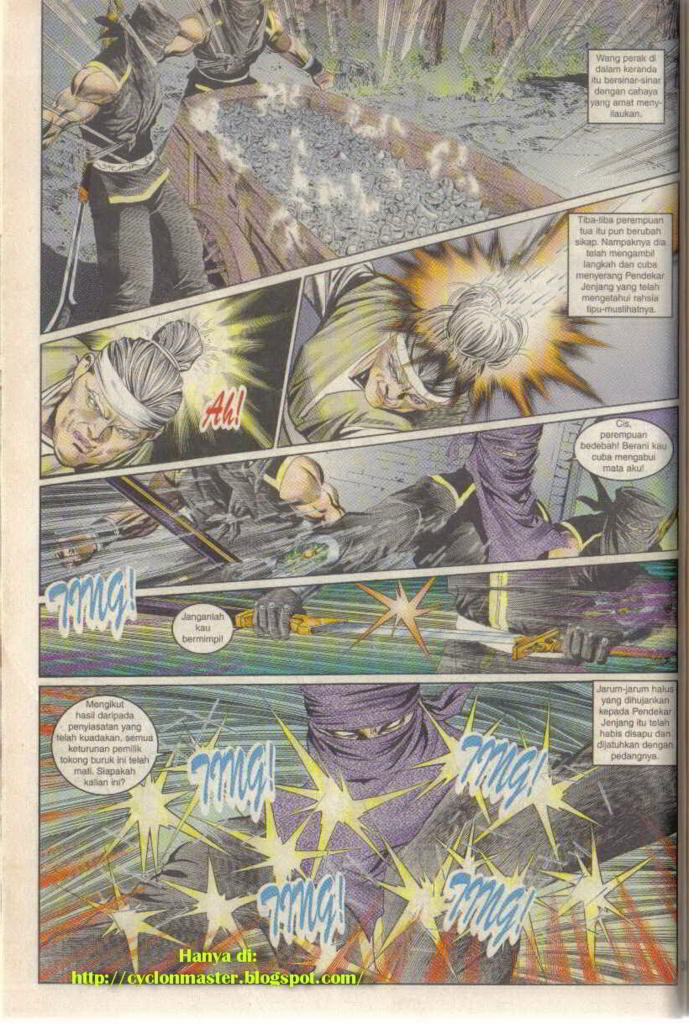 Wang perak di
dalam keranda
itu bersinar-sinar
dengan cahaya
yang amat meny-
ilaukan.
Tiba-tiba perempuan
tua itu pun berubah
sikap. Nampaknya dia
telah mengambil
langkah dan cuba
menyerang Pendekar
Jenjang yang telah
mengetahui rahsia
tipu-muslihatnya.
Ah!
Cis,
perempuan
bedebah! Berani kau
cuba mengabui
mata aku!
TING!
Janganlah
kau
bermimpi!
Mengikut
hasil daripada
penyiasatan yang
telah kuadakan, semua
keturunan pemilik
tokong buruk ini telah
mati. Siapakah
kalian ini?
Jarum-jarum halus
yang dihujankan
kepada Pendekar
Jenjang itu telah
habis disapu dan
dijatuhkan dengan
pedangnya.
TING!
TING!
TING!
TING!
Hanya di:
http://cyclonmaster.blogspot.com/